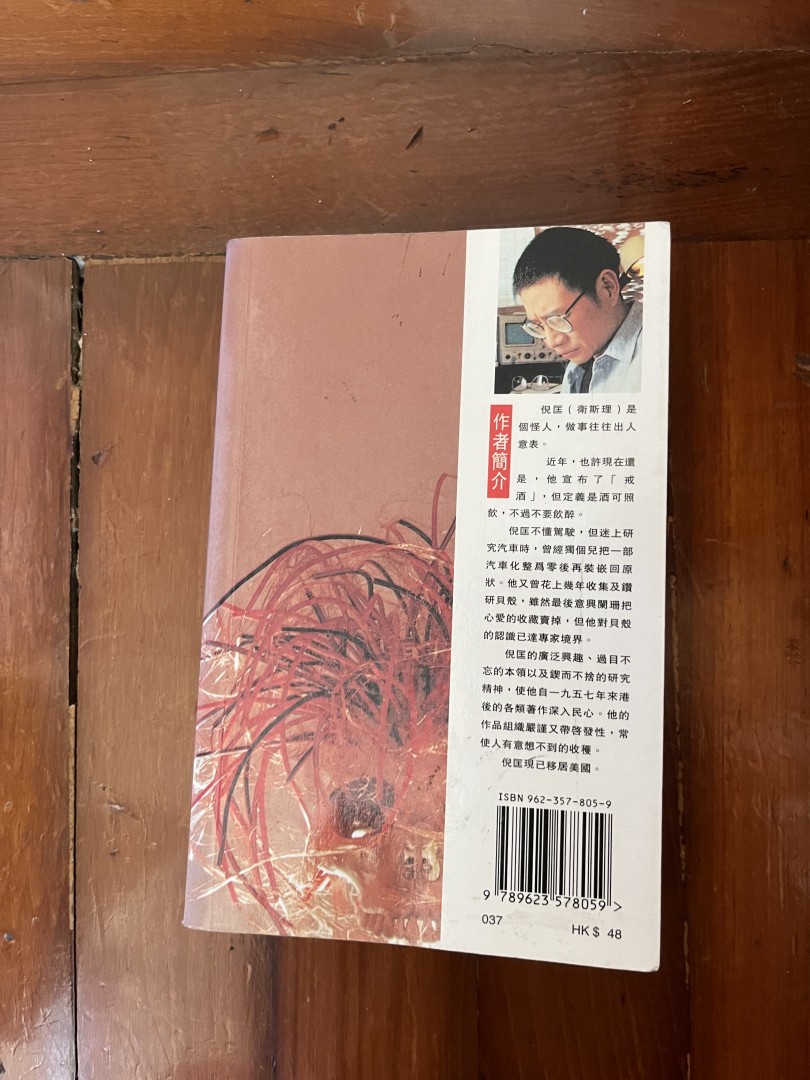 作者簡介
倪匡（衛斯理）是
個怪人，做事往往出人
意表。
近年，也許現在還
是，他宣布了「戒
酒」，但定義是酒可照
飲，不過不要飲醉。
倪匡不懂駕駛，但迷上研
究汽車時，曾經獨個兒把一部
汽車化整爲零後再裝嵌回原
狀。他又曾花上幾年收集及鑽
研貝殼，雖然最後意興闌珊把
心愛的收藏賣掉，但他對貝殼
的認識已達專家境界。
倪匡的廣泛興趣、過目不
忘的本領以及鍥而不捨的研究
精神，使他自一九五七年來港
後的各類著作深入民心。他的
作品組織嚴謹又帶啓發性，常
使人有意想不到的收穫。
倪匡現已移居美國。
ISBN 962-357-805-9
9 789623 578059 >
037
HK$ 48